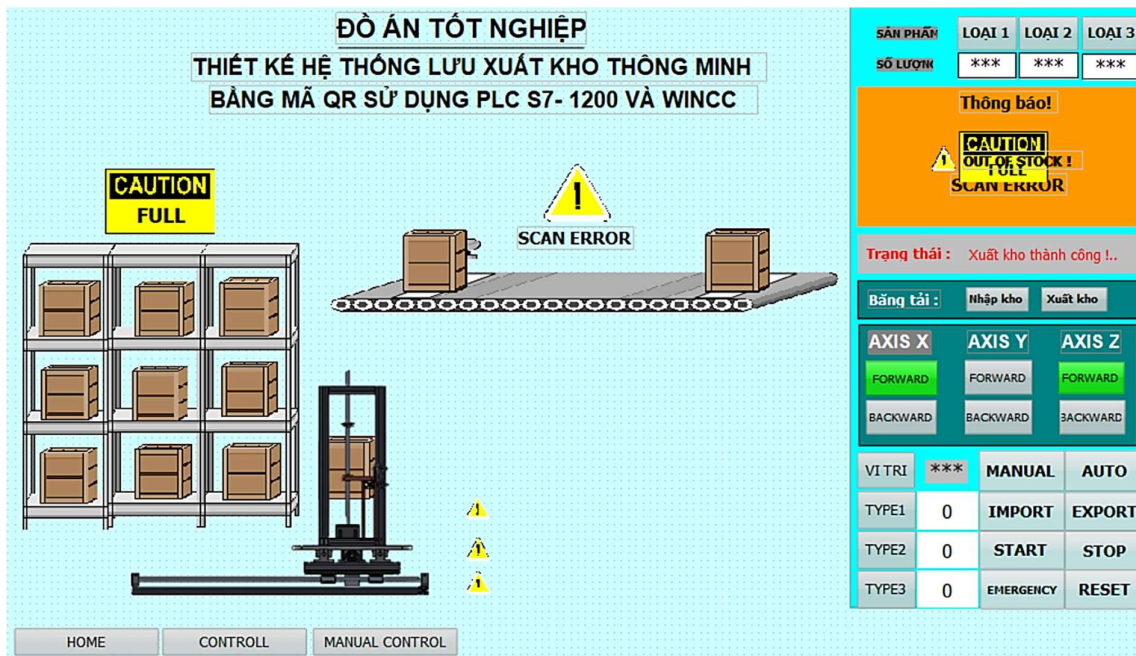 ĐỒ ÁN TỐT NGHIỆP
THIẾT KẾ HỆ THỐNG LƯU XUẤT KHO THÔNG MINH
BẰNG MÃ QR SỬ DỤNG PLC S7- 1200 VÀ WINCC
CAUTION
FULL
SCAN ERROR
HOME CONTROLL MANUAL CONTROL
SẢN PHẨM LOẠI 1 LOẠI 2 LOẠI 3
SỐ LƯỢNG *** *** ***
Thông báo!
CAUTION
OUT OF STOCK !
FULL
SCAN ERROR
Trạng thái : Xuất kho thành công !..
Băng tải : Nhập kho Xuất kho
AXIS X AXIS Y AXIS Z
FORWARD FORWARD FORWARD
BACKWARD BACKWARD BACKWARD
VI TRI *** MANUAL AUTO
TYPE1 0 IMPORT EXPORT
TYPE2 0 START STOP
TYPE3 0 EMERGENCY RESET